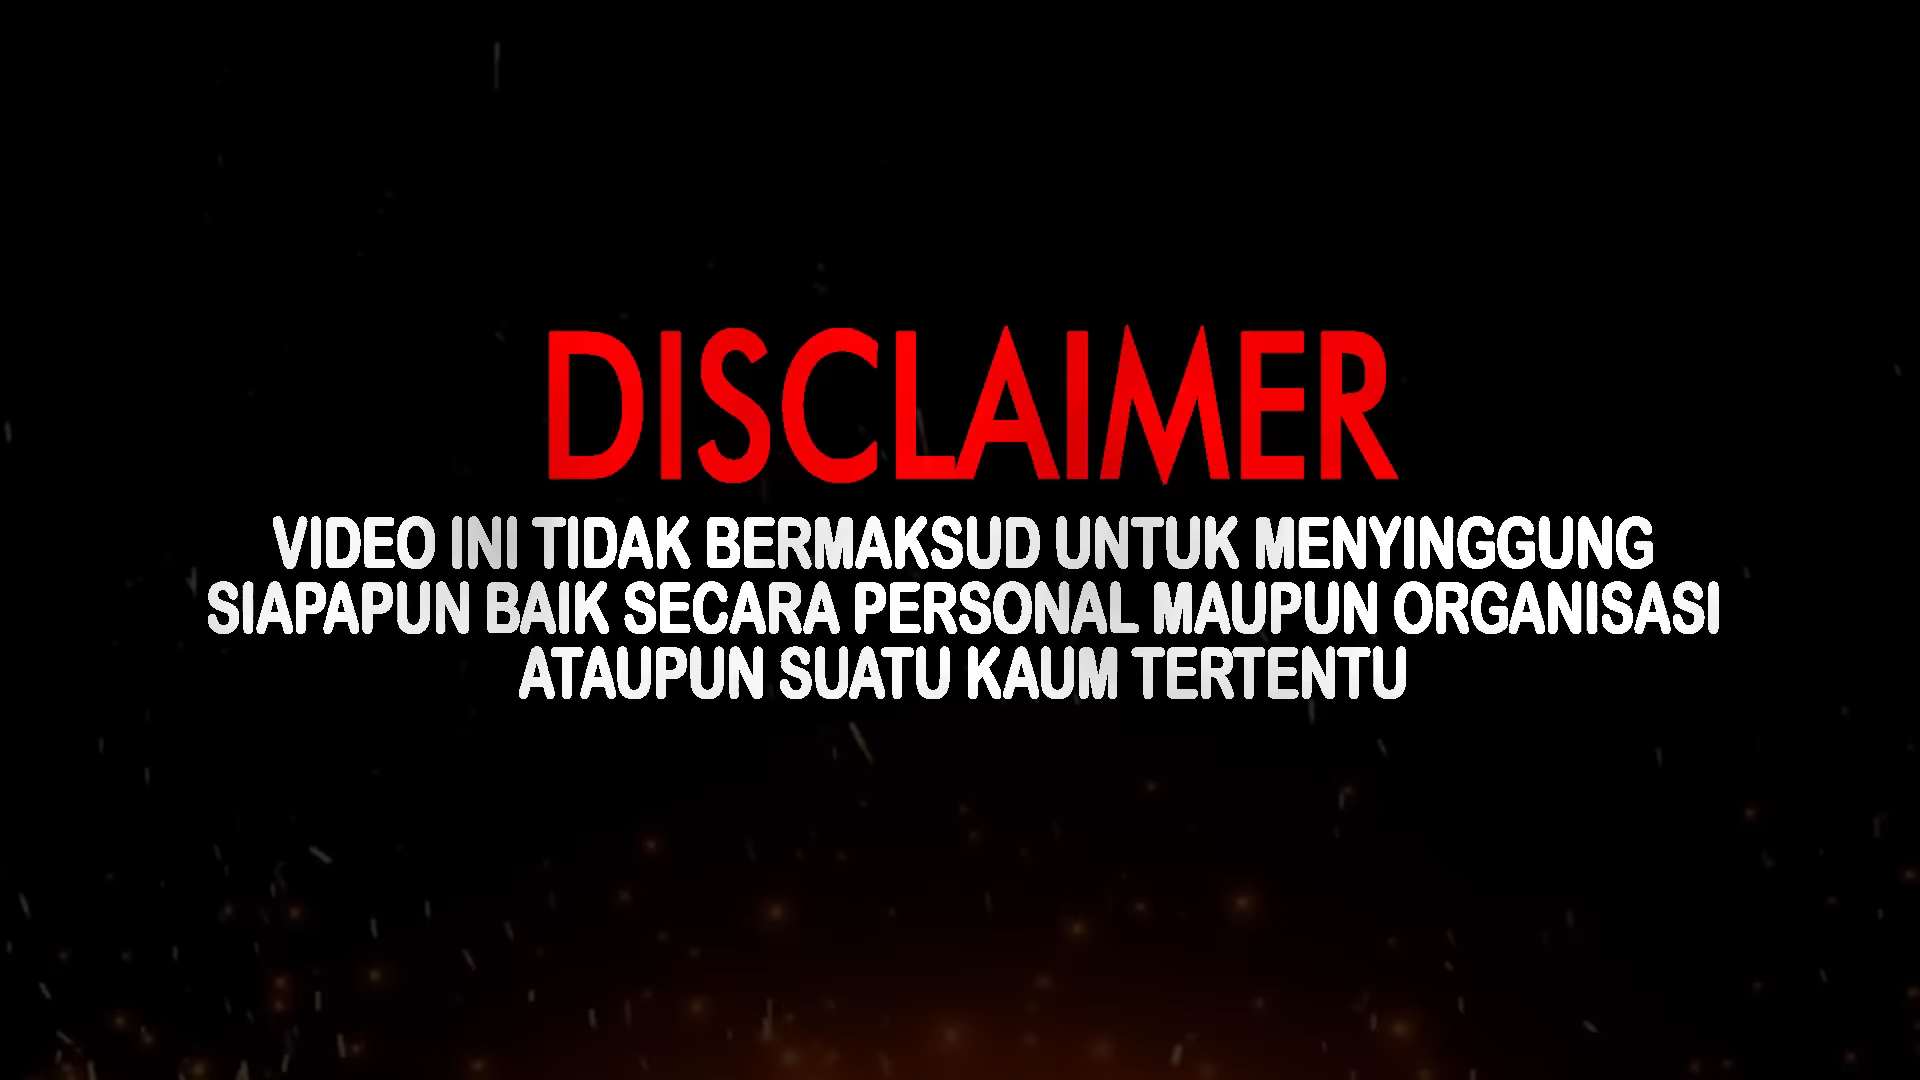 DISCLAIMER
VIDEO INI TIDAK BERMAKSUD UNTUK MENYINGGUNG
SIAPAPUN BAIK SECARA PERSONAL MAUPUN ORGANISASI
ATAUPUN SUATU KAUM TERTENTU